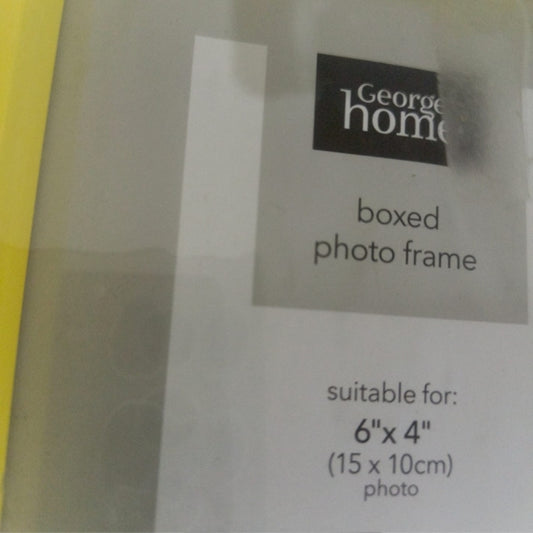 George
home
boxed
photo frame
suitable for:
6"x 4"
(15 x 10cm)
photo